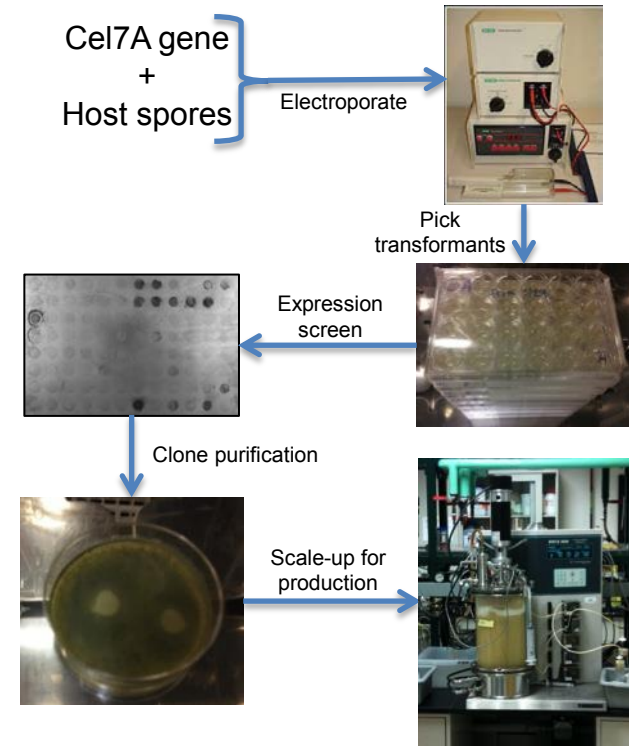 Cel7A gene
+
Host spores
Electroporate
Pick
transformants
Expression
screen
Clone purification
Scale-up for
production